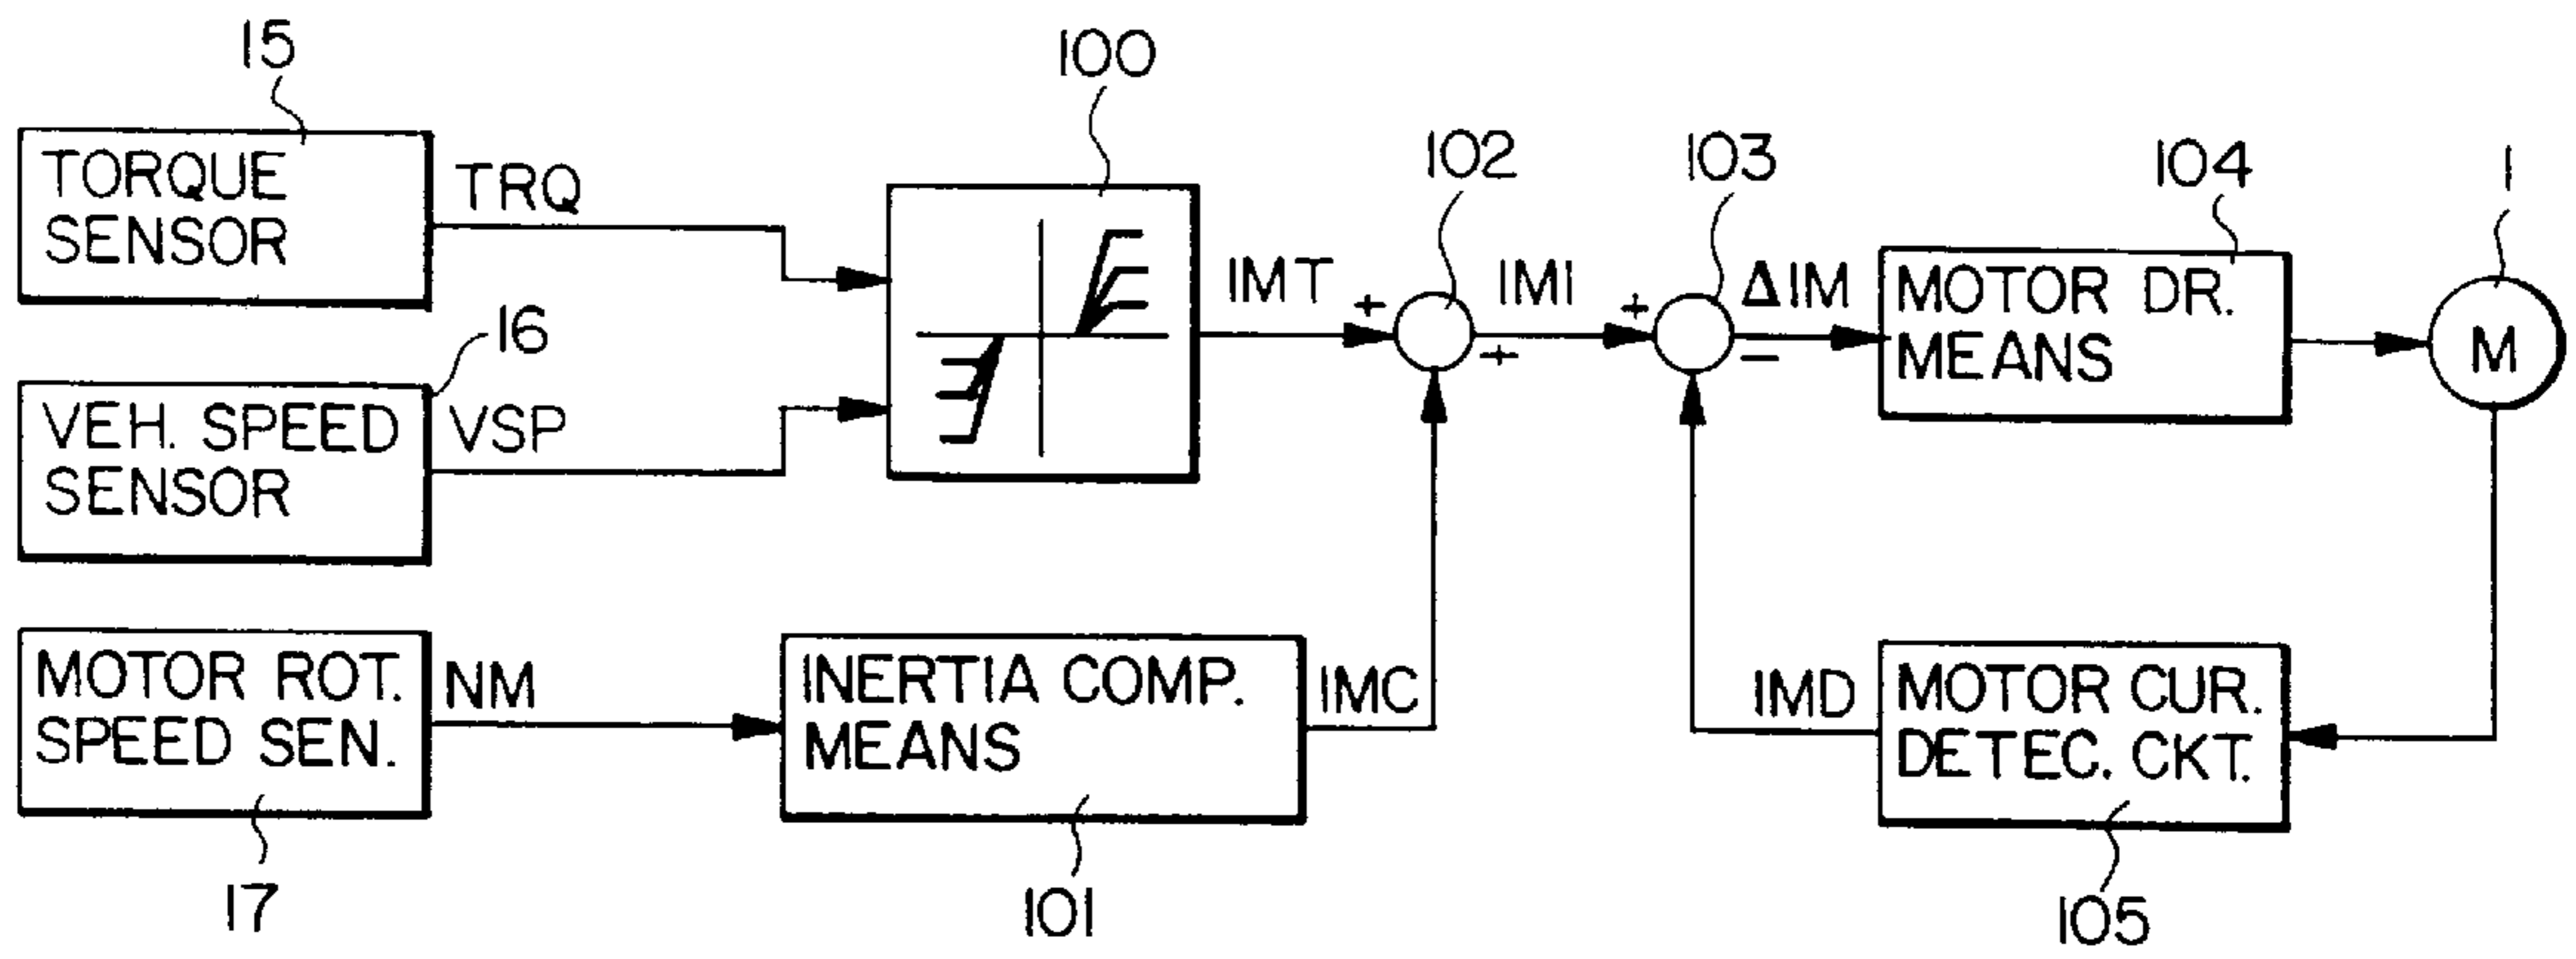 15
100
102
103
104
1
TORQUE
SENSOR
TRQ
IMT
+
+
IMI
+
−
ΔIM
MOTOR DR.
MEANS
M
16
VEH. SPEED
SENSOR
VSP
MOTOR ROT.
SPEED SEN.
NM
INERTIA COMP.
MEANS
IMC
IMD
MOTOR CUR.
DETEC. CKT.
17
101
105